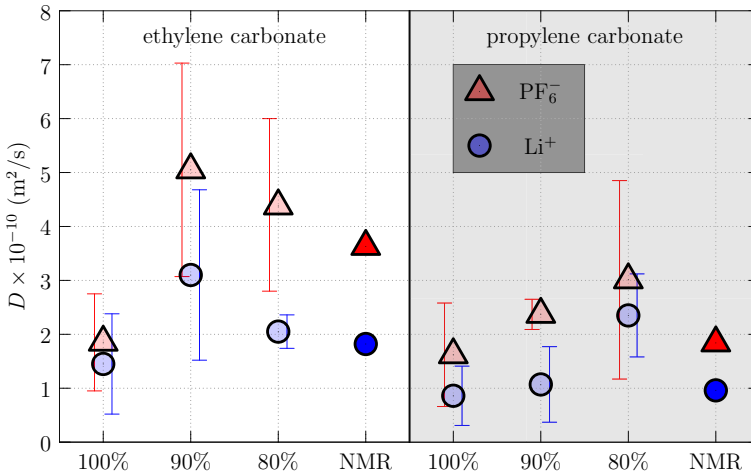 ethylene carbonate
propylene carbonate
PF₆⁻
Li⁺
D × 10⁻¹⁰ (m²/s)
8
7
6
5
4
3
2
1
0
100% 90% 80% NMR 100% 90% 80% NMR